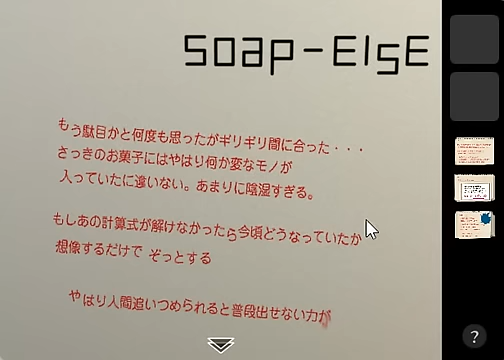 soap-ElsE
もう駄目かと何度も思ったがギリギリ間に合った・・・
さっきのお菓子にはやはり何か変なモノが
入っていたに違いない。あまりに陰湿すぎる。
もしあの計算式が解けなかったら今頃どうなっていたか
想像するだけで ぞっとする
やはり人間追いつめられると普段出せない力が
?